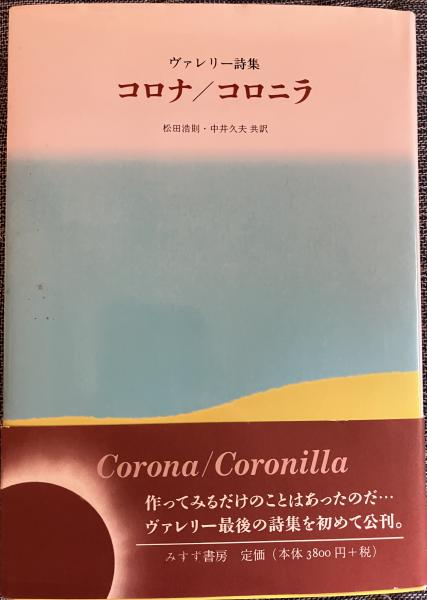 ヴァレリー詩集
コロナ／コロニラ
松田浩則・中井久夫 共訳
Corona/Coronilla
作ってみるだけのことはあったのだ…
ヴァレリー最後の詩集を初めて公刊。
みすず書房　定価（本体3800円＋税）